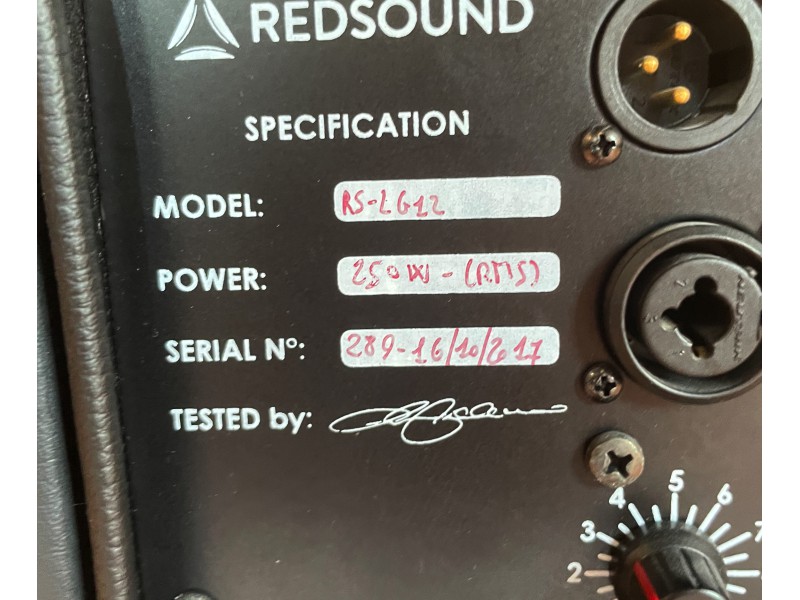 REDSOUND
SPECIFICATION
MODEL: RS-LG12
POWER: 250W - (RMS)
SERIAL N°: 289-16/10/2017
TESTED by:
5
4 6
3 7
2